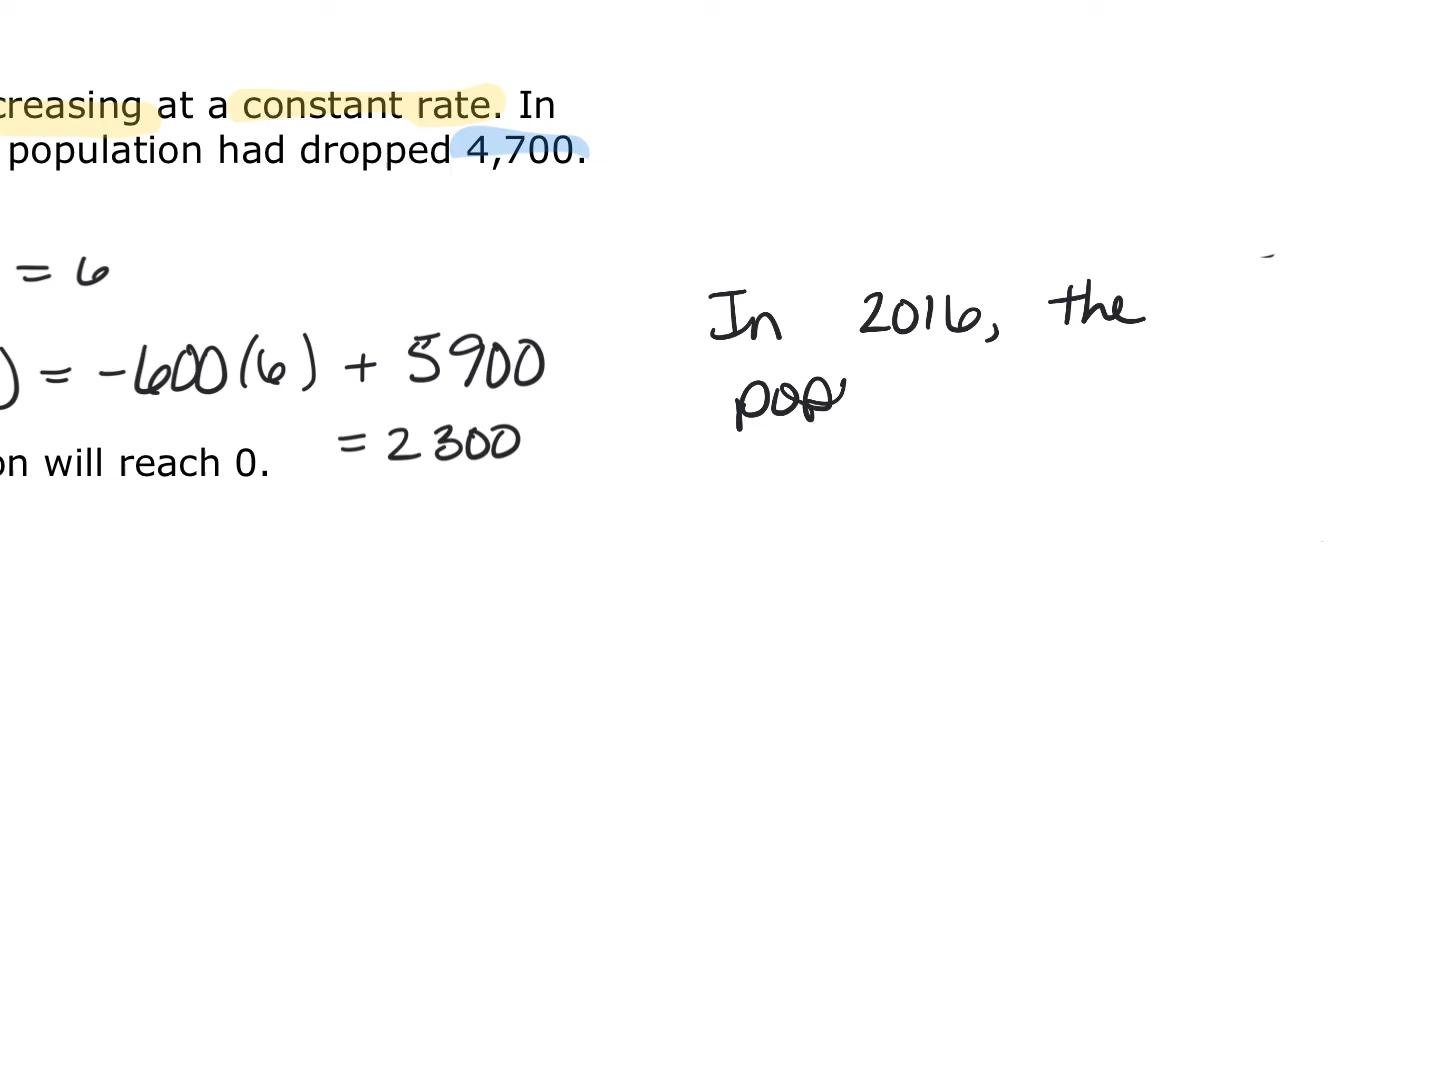 creasing at a constant rate. In
population had dropped 4,700.
= 6
) = -600(6) + 5900
= 2300
on will reach 0.
In 2016, the
pop